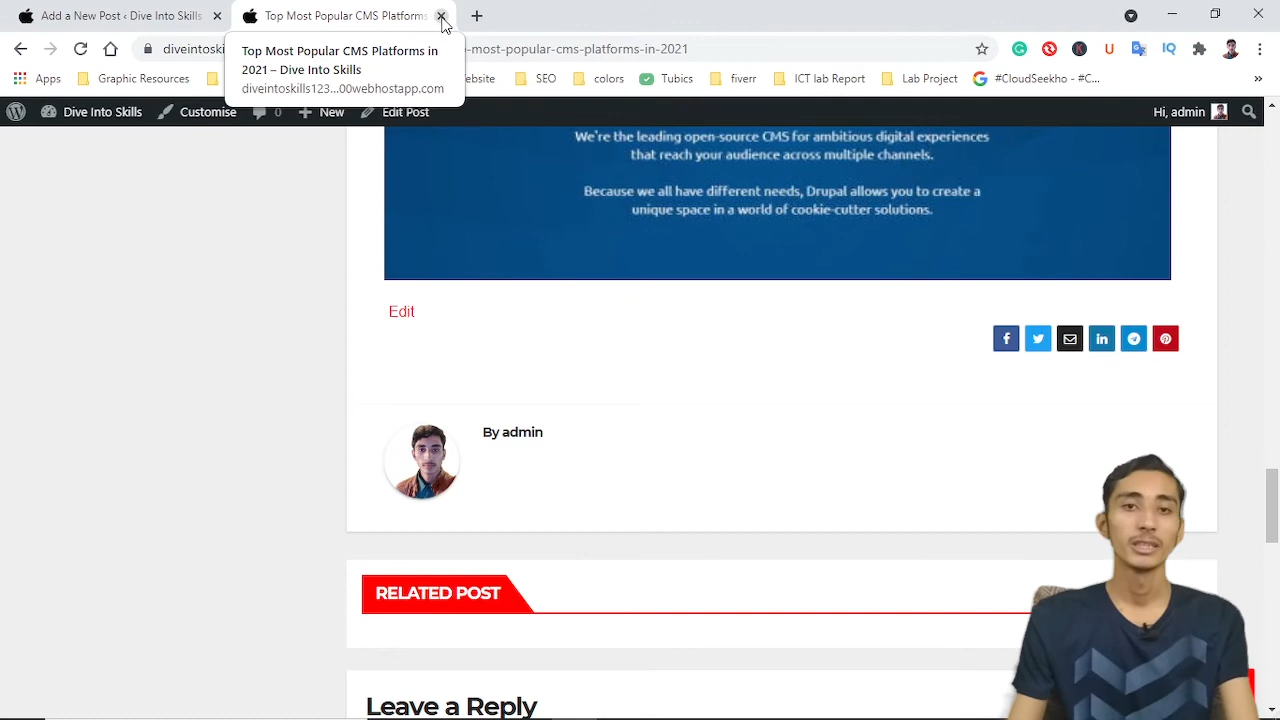 Add a New Post ‹ Dive Into Skills
Top Most Popular CMS Platforms
diveintoski
-most-popular-cms-platforms-in-2021
Top Most Popular CMS Platforms in
2021 – Dive Into Skills
diveintoskills123...00webhostapp.com
Apps
Graphic Resources
ebsite
SEO
colors
Tubics
fiverr
ICT lab Report
Lab Project
#CloudSeekho - #C...
»
Dive Into Skills
Customise
0
New
Edit Post
Hi, admin
We're the leading open-source CMS for ambitious digital experiences
that reach your audience across multiple channels.
Because we all have different needs, Drupal allows you to create a
unique space in a world of cookie-cutter solutions.
Edit
By admin
RELATED POST
Leave a Reply